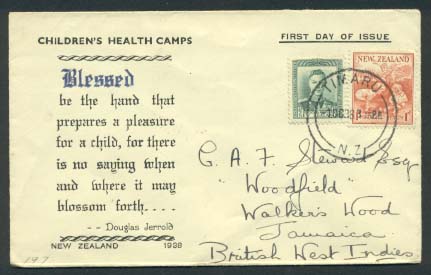 CHILDREN'S HEALTH CAMPS
FIRST DAY OF ISSUE
Blessed
be the hand that
prepares a pleasure
for a child, for there
is no saying when
and where it may
blossom forth....
-- Douglas Jerrold
NEW ZEALAND 1938
NEW ZEALAND
TIMARU
N.Z.
G. A. F. Steward Esq
"Woodfield"
Walkers Wood
Jamaica
British West Indies
197